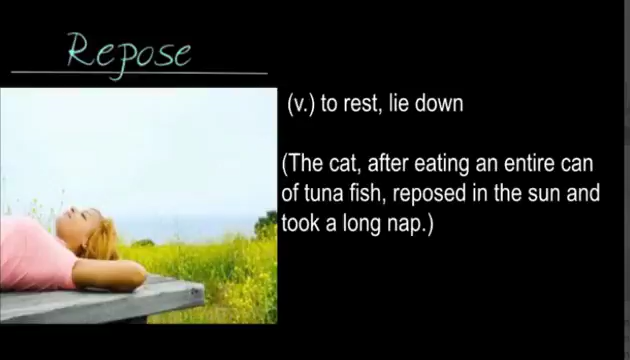 Repose
(v.) to rest, lie down
(The cat, after eating an entire can
of tuna fish, reposed in the sun and
took a long nap.)